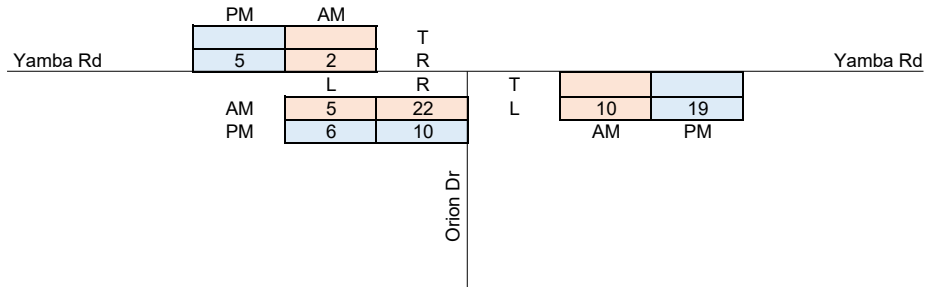 PM AM
T
Yamba Rd 5 2 R Yamba Rd
L R T
AM 5 22 L 10 19
PM 6 10 AM PM
Orion Dr